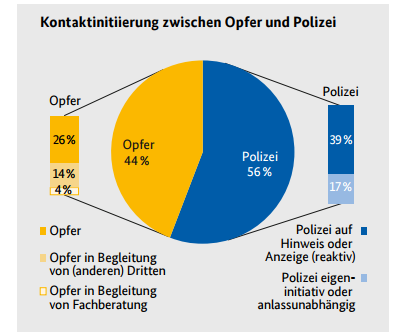 Kontaktinitiierung zwischen Opfer und Polizei
Opfer
26 %
14 %
4 %
Opfer
44 %
Polizei
56 %
Polizei
39 %
17 %
Opfer
Opfer in Begleitung
von (anderen) Dritten
Opfer in Begleitung
von Fachberatung
Polizei auf
Hinweis oder
Anzeige (reaktiv)
Polizei eigen-
initiativ oder
anlassunabhängig